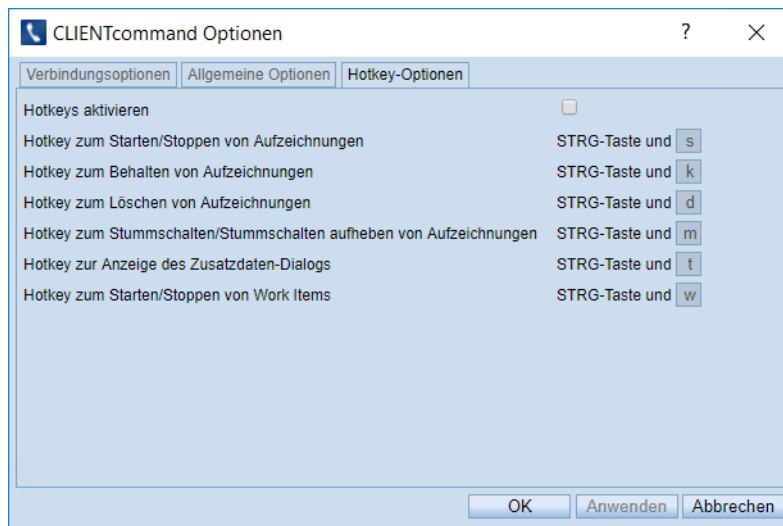 CLIENTcommand Optionen ?
Verbindungsoptionen Allgemeine Optionen Hotkey-Optionen
Hotkeys aktivieren
Hotkey zum Starten/Stoppen von Aufzeichnungen STRG-Taste und s
Hotkey zum Behalten von Aufzeichnungen STRG-Taste und k
Hotkey zum Löschen von Aufzeichnungen STRG-Taste und d
Hotkey zum Stummschalten/Stummschalten aufheben von Aufzeichnungen STRG-Taste und m
Hotkey zur Anzeige des Zusatzdaten-Dialogs STRG-Taste und t
Hotkey zum Starten/Stoppen von Work Items STRG-Taste und w
OK Anwenden Abbrechen